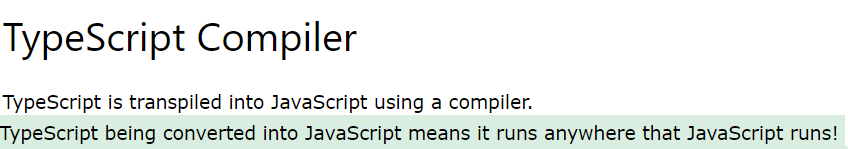 TypeScript Compiler
TypeScript is transpiled into JavaScript using a compiler.
TypeScript being converted into JavaScript means it runs anywhere that JavaScript runs!